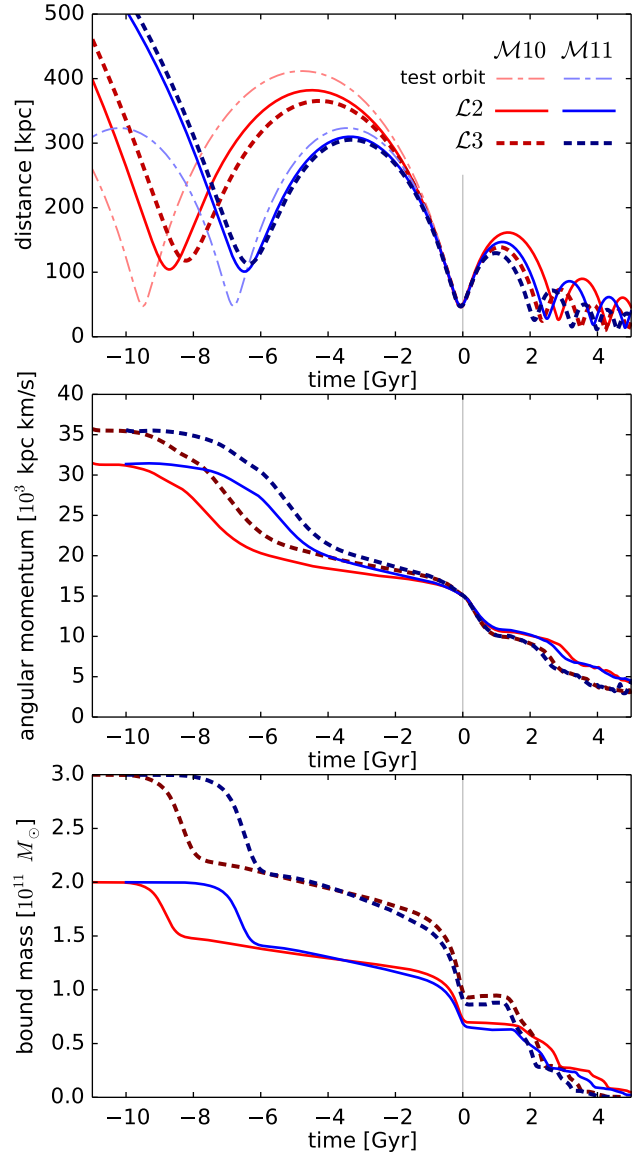 500
400
300
200
100
0
distance [kpc]
ℳ10 ℳ11
test orbit
ℒ2
ℒ3
−10 −8 −6 −4 −2 0 2 4
time [Gyr]
40
35
30
25
20
15
10
5
0
angular momentum [10³ kpc km/s]
−10 −8 −6 −4 −2 0 2 4
time [Gyr]
3.0
2.5
2.0
1.5
1.0
0.5
0.0
bound mass [10¹¹ M☉]
−10 −8 −6 −4 −2 0 2 4
time [Gyr]